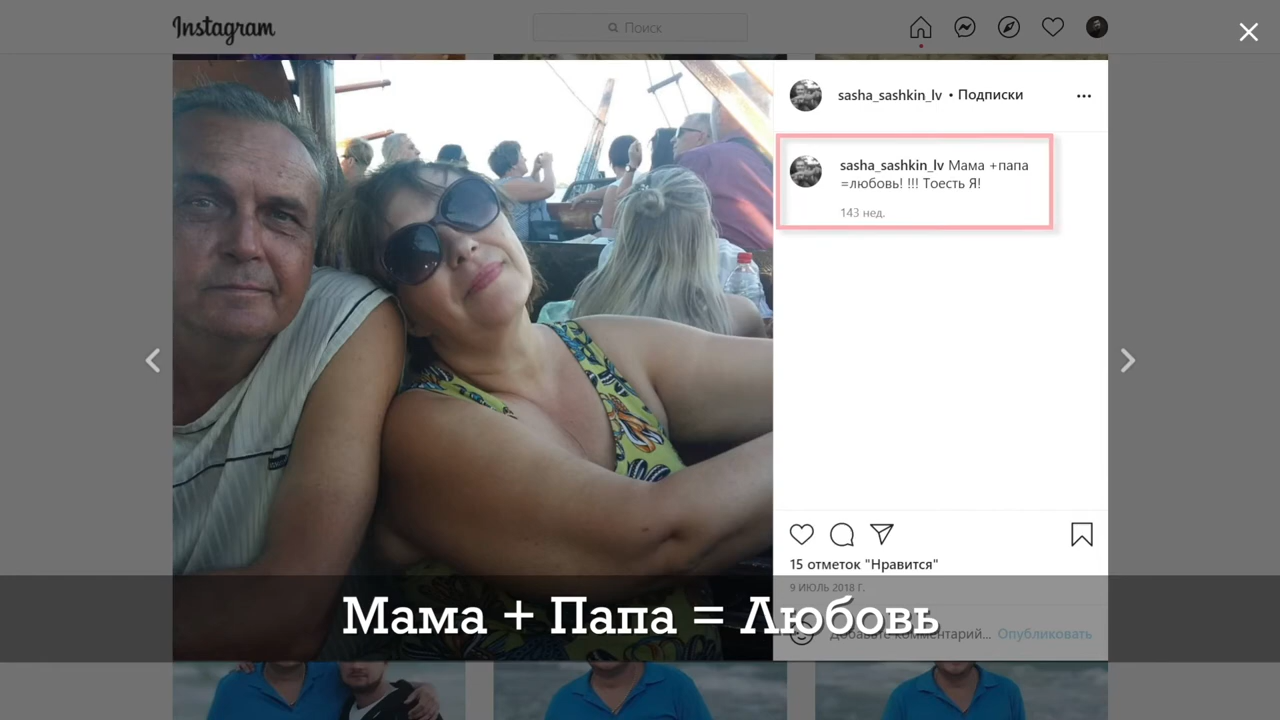 Instagram
Поиск
sasha_sashkin_lv • Подписки
sasha_sashkin_lv Мама +папа
=любовь! !!! Тоесть Я!
143 нед.
15 отметок "Нравится"
9 ИЮЛЬ 2018 Г.
Мама + Папа = Любовь
Добавьте комментарий... Опубликовать